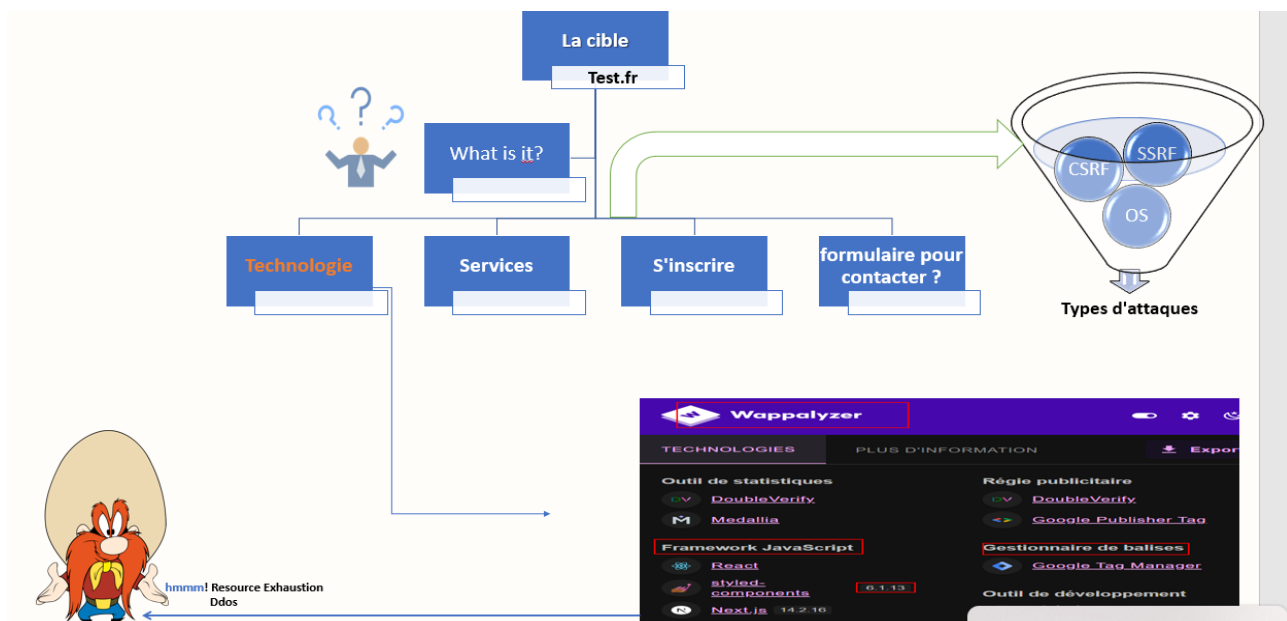 La cible
Test.fr
What is it?
CSRF
SSRF
OS
Technologie
Services
S'inscrire
formulaire pour
contacter ?
Types d'attaques
Wappalyzer
TECHNOLOGIES
PLUS D'INFORMATION
Expor
Outil de statistiques
DV DoubleVerify
Medallia
Framework JavaScript
React
styled-
components
6.1.13
Next.js 14.2.16
Régie publicitaire
DV DoubleVerify
Google Publisher Tag
Gestionnaire de balises
Google Tag Manager
Outil de développement
hmmm! Resource Exhaustion
Ddos